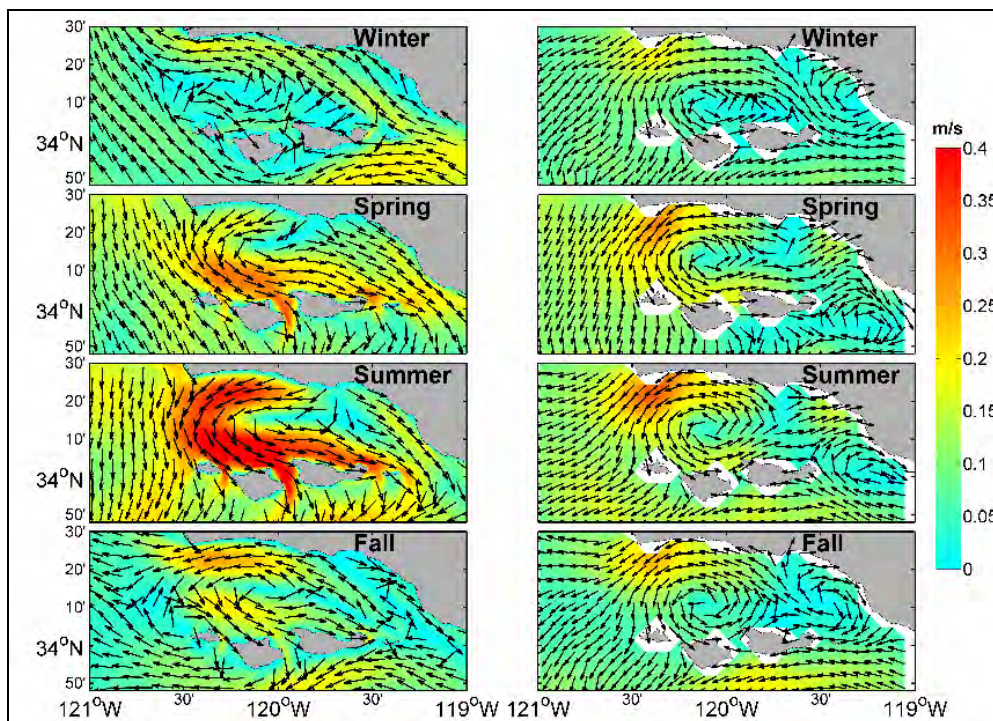 30' Winter Winter
20'
10'
34°N
50' m/s
30' Spring Spring 0.4
20' 0.35
10' 0.3
34°N 0.25
50' 0.2
30' Summer Summer 0.15
20' 0.1
10' 0.05
34°N 0
50'
30' Fall Fall
20'
10'
34°N
50'
121°W 30' 120°W 30' 119°W 121°W 30' 120°W 30' 119°W